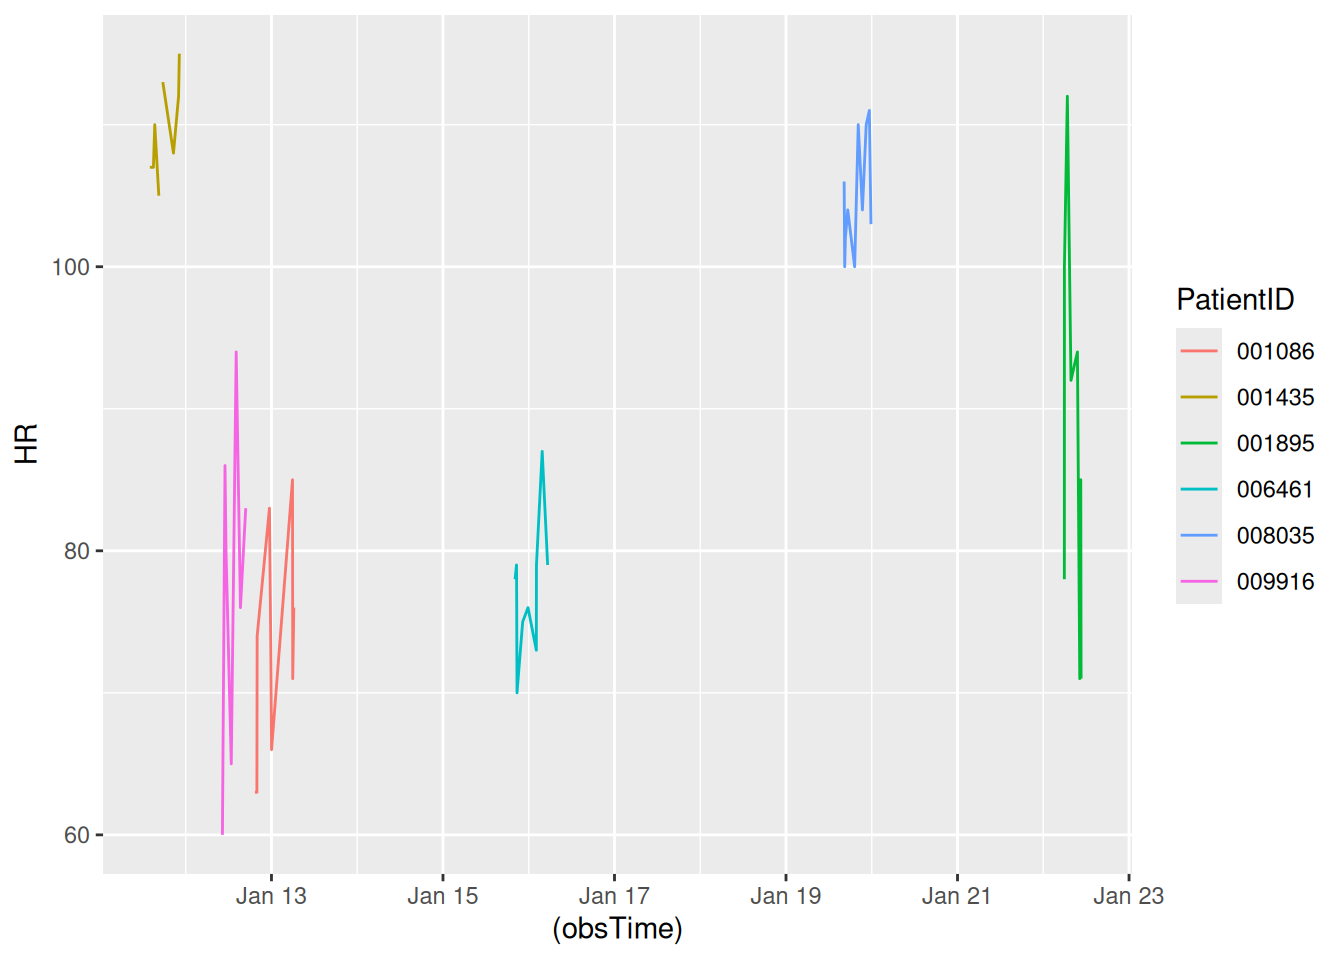 HR
100
80
60
Jan 13
Jan 15
Jan 17
Jan 19
Jan 21
Jan 23
(obsTime)
PatientID
001086
001435
001895
006461
008035
009916